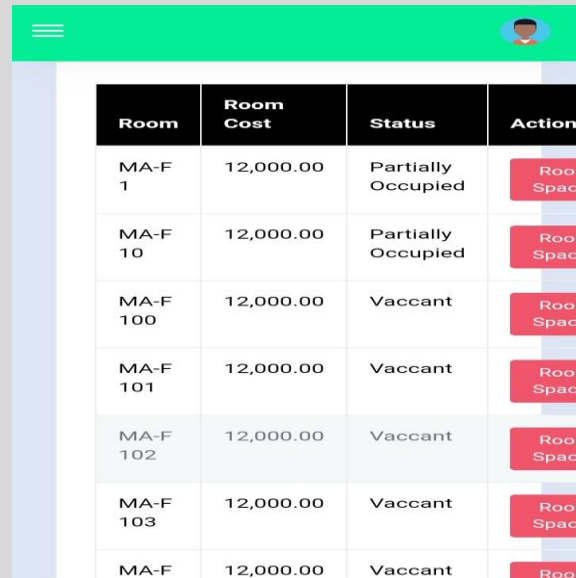 Room Room Cost Status Action
MA-F 12,000.00 Partially
1 Occupied
MA-F 12,000.00 Partially
10 Occupied
MA-F 12,000.00 Vaccant
100
MA-F 12,000.00 Vaccant
101
MA-F 12,000.00 Vaccant
102
MA-F 12,000.00 Vaccant
103
MA-F 12,000.00 Vaccant